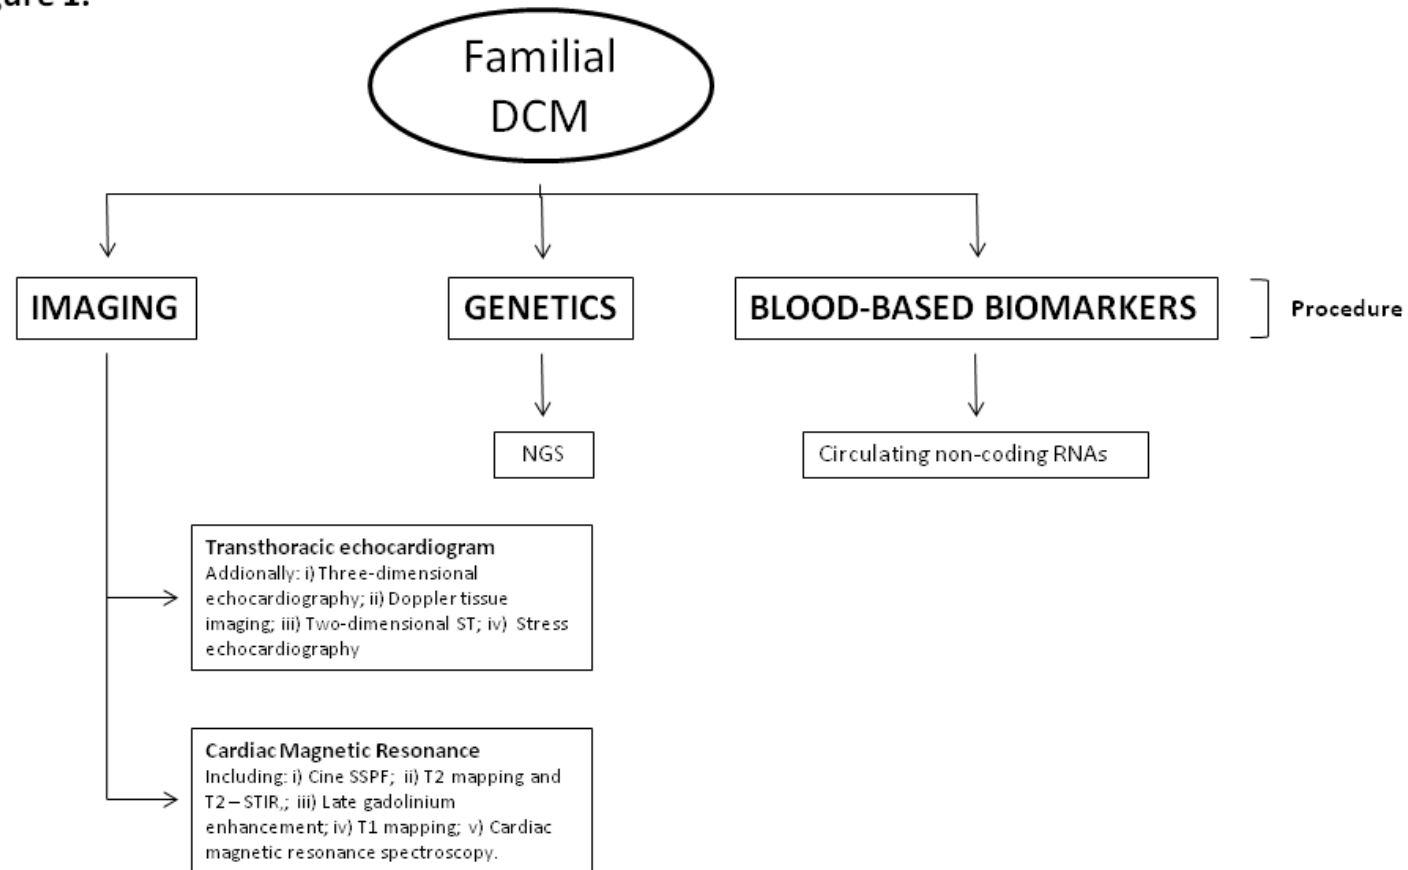 gure 1.
Familial
DCM
IMAGING
GENETICS
BLOOD-BASED BIOMARKERS
Procedure
NGS
Circulating non-coding RNAs
Transthoracic echocardiogram
Addionally: i) Three-dimensional
echocardiography; ii) Doppler tissue
imaging; iii) Two-dimensional ST; iv) Stress
echocardiography
Cardiac Magnetic Resonance
Including: i) Cine SSPF; ii) T2 mapping and
T2–STIR,; iii) Late gadolinium
enhancement; iv) T1 mapping; v) Cardiac
magnetic resonance spectroscopy.